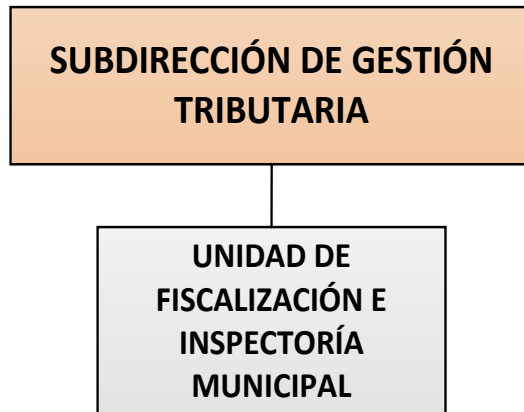 SUBDIRECCIÓN DE GESTIÓN
TRIBUTARIA
UNIDAD DE
FISCALIZACIÓN E
INSPECTORÍA
MUNICIPAL